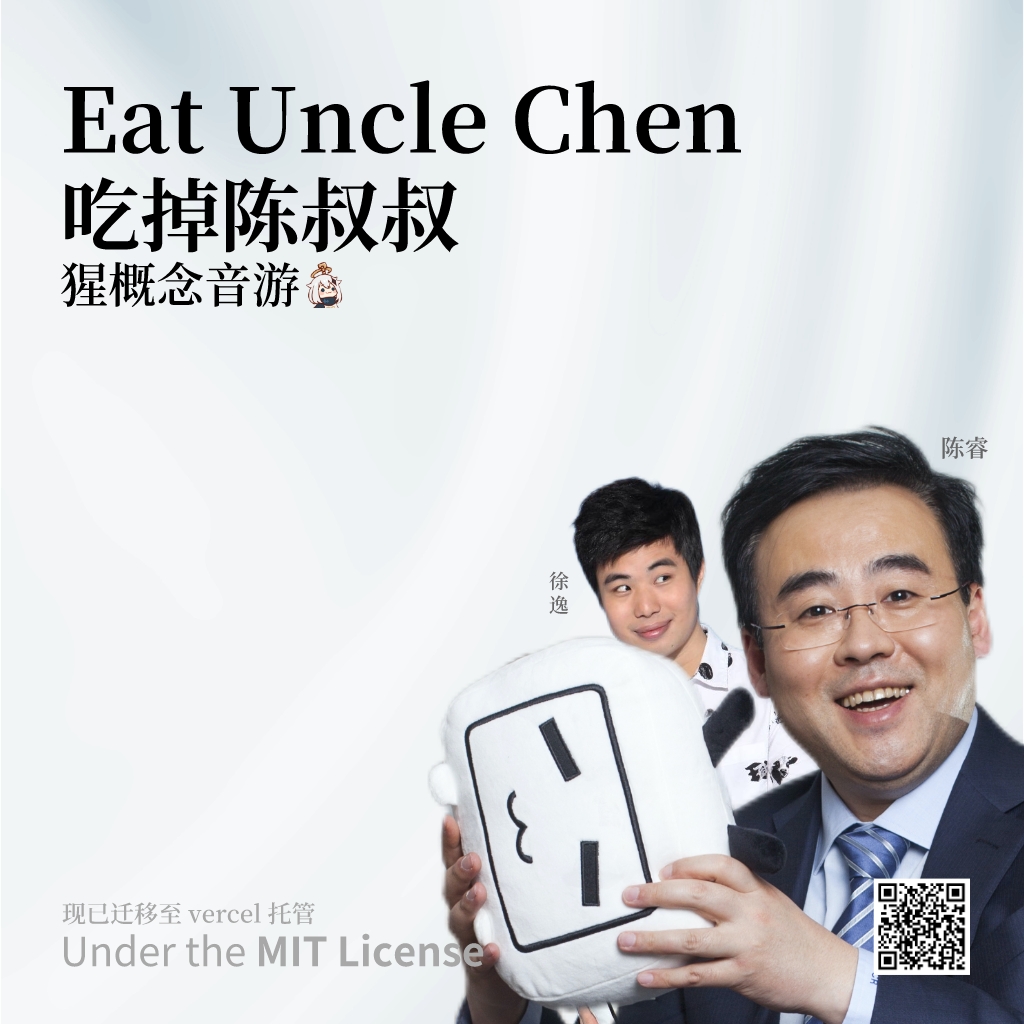 Eat Uncle Chen
吃掉陈叔叔
猩概念音游
陈睿
徐逸
现已迁移至 vercel 托管
Under the MIT License